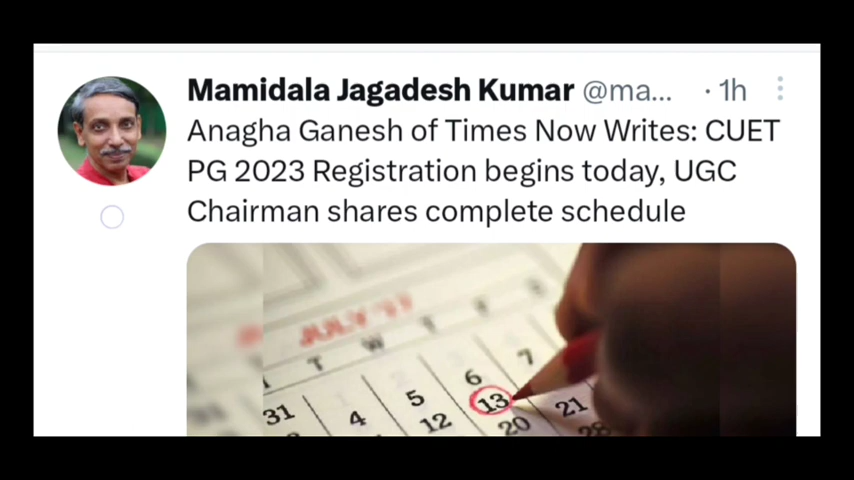 Mamidala Jagadesh Kumar @ma... · 1h
Anagha Ganesh of Times Now Writes: CUET
PG 2023 Registration begins today, UGC
Chairman shares complete schedule
T W T F S
6 7
31 4 5 13 21
12 20 28